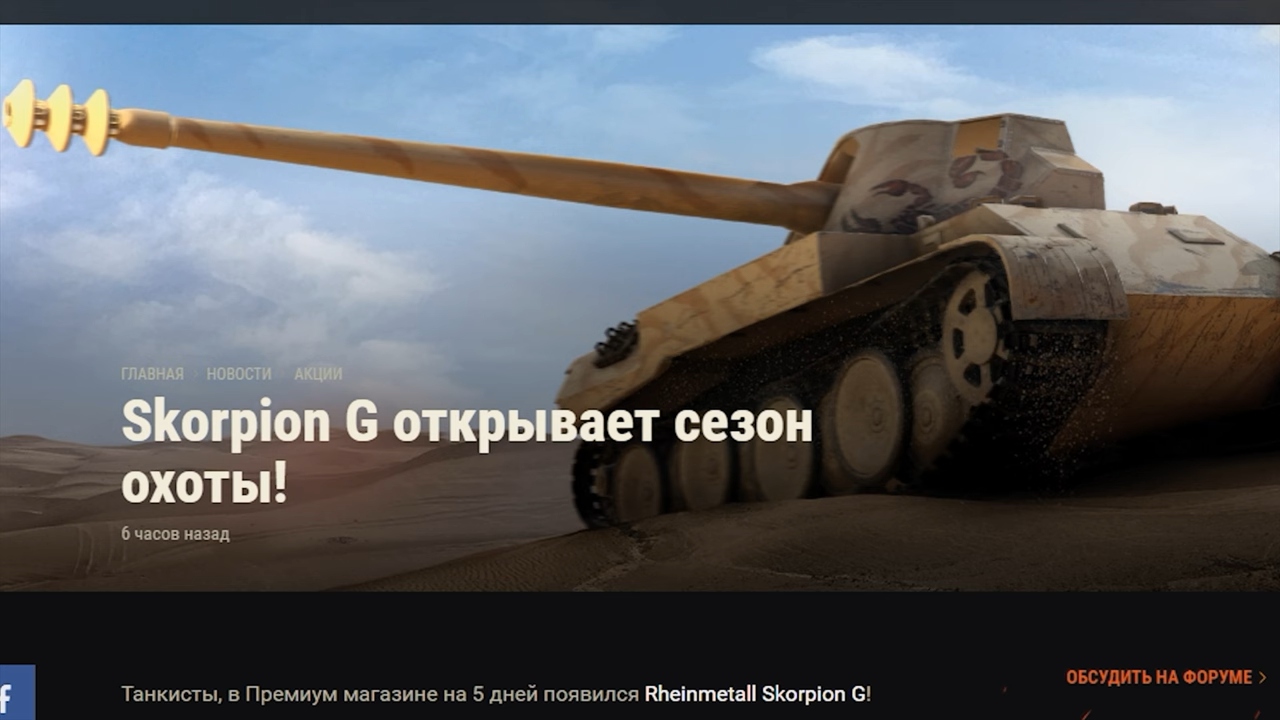 ГЛАВНАЯ НОВОСТИ АКЦИИ
Skorpion G открывает сезон
охоты!
6 часов назад
ОБСУДИТЬ НА ФОРУМЕ
Танкисты, в Премиум магазине на 5 дней появился Rheinmetall Skorpion G!